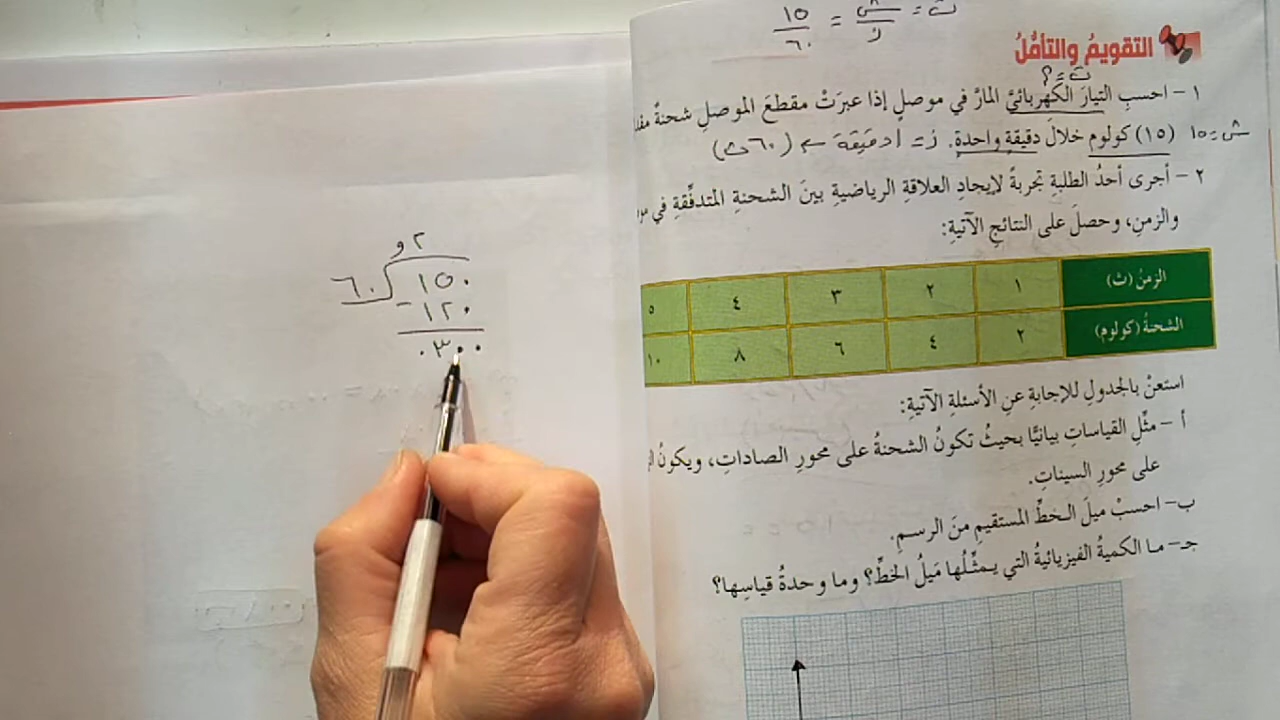 ت = ش/ز = ١٥/٦٠
التقويمُ والتأمُّلُ
ت = ؟
١ – احسبِ التيارَ الكهربائيَّ المارَّ في موصلٍ إذا عبرَتْ مقطعَ الموصلِ شحنةٌ
ش = ١٥ (١٥) كولوم خلالَ دقيقةٍ واحدةٍ. ز = ١ دقيقة ← (٦٠ ث)
٢ – أجرى أحدُ الطلبةِ تجربةً لإيجادِ العلاقةِ الرياضيةِ بينَ الشحنةِ المتدفِّقةِ في
والزمنِ، وحصلَ على النتائجِ الآتيةِ:
الزمنُ (ث) ١ ٢ ٣ ٤ ٥
الشحنةُ (كولوم) ٢ ٤ ٦ ٨ ١٠
استعنْ بالجدولِ للإجابةِ عنِ الأسئلةِ الآتيةِ:
أ – مثِّلِ القياساتِ بيانيًّا بحيثُ تكونُ الشحنةُ على محورِ الصاداتِ، ويكونُ
على محورِ السيناتِ.
ب– احسبْ ميلَ الخطِّ المستقيمِ منَ الرسمِ.
جـ– ما الكميةُ الفيزيائيةُ التي يمثِّلُها مَيلُ الخطِّ؟ وما وحدةُ قياسِها؟
٢ و
٦٠ ١٥٠
- ١٢٠
٠٣٠٠